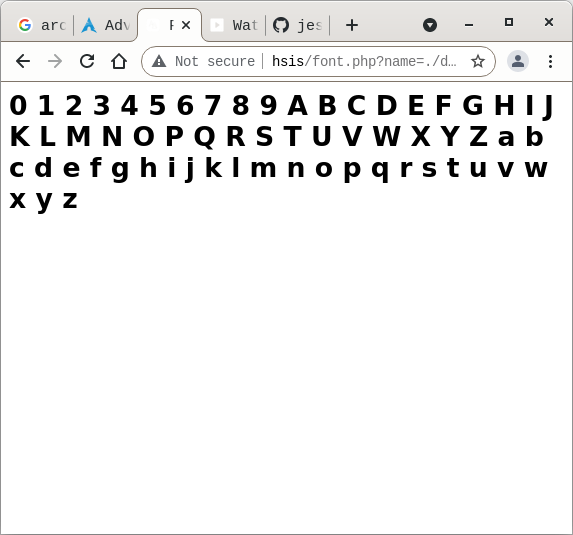 arc Adv F Wat jes
Not secure hsis/font.php?name=./d...
0 1 2 3 4 5 6 7 8 9 A B C D E F G H I J
K L M N O P Q R S T U V W X Y Z a b
c d e f g h i j k l m n o p q r s t u v w
x y z